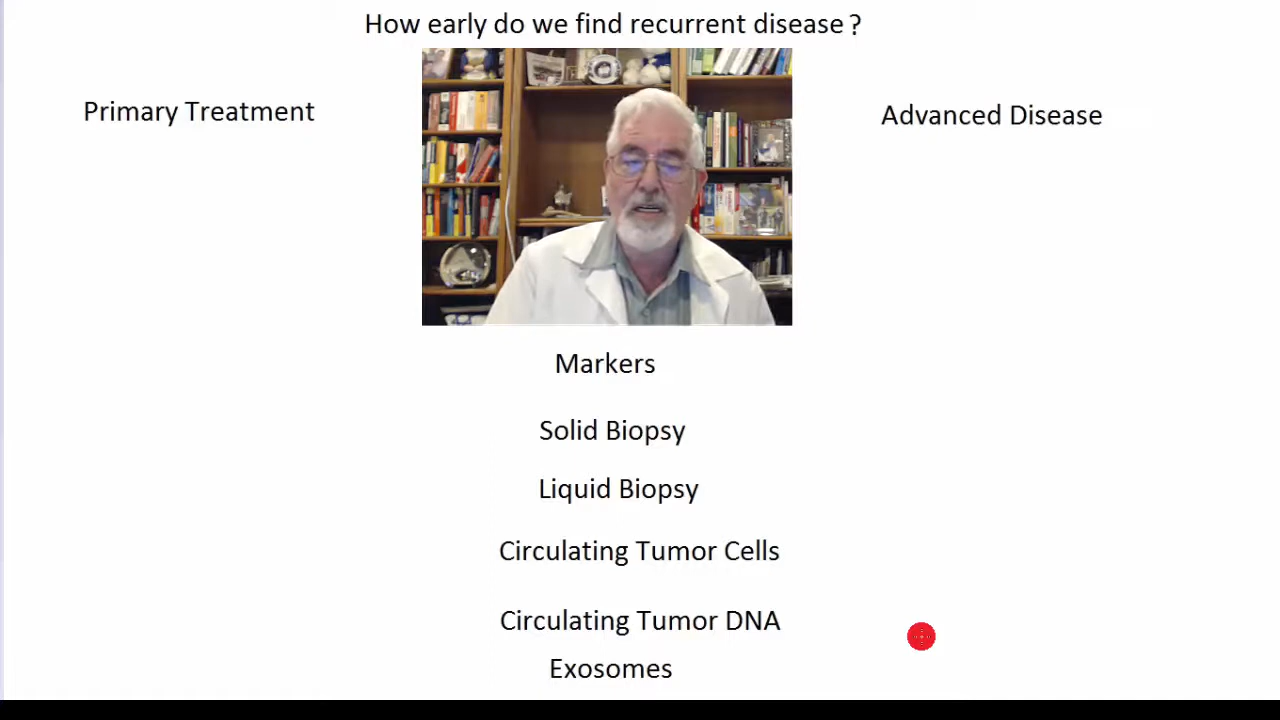 How early do we find recurrent disease ?
Primary Treatment
Advanced Disease
Markers
Solid Biopsy
Liquid Biopsy
Circulating Tumor Cells
Circulating Tumor DNA
Exosomes